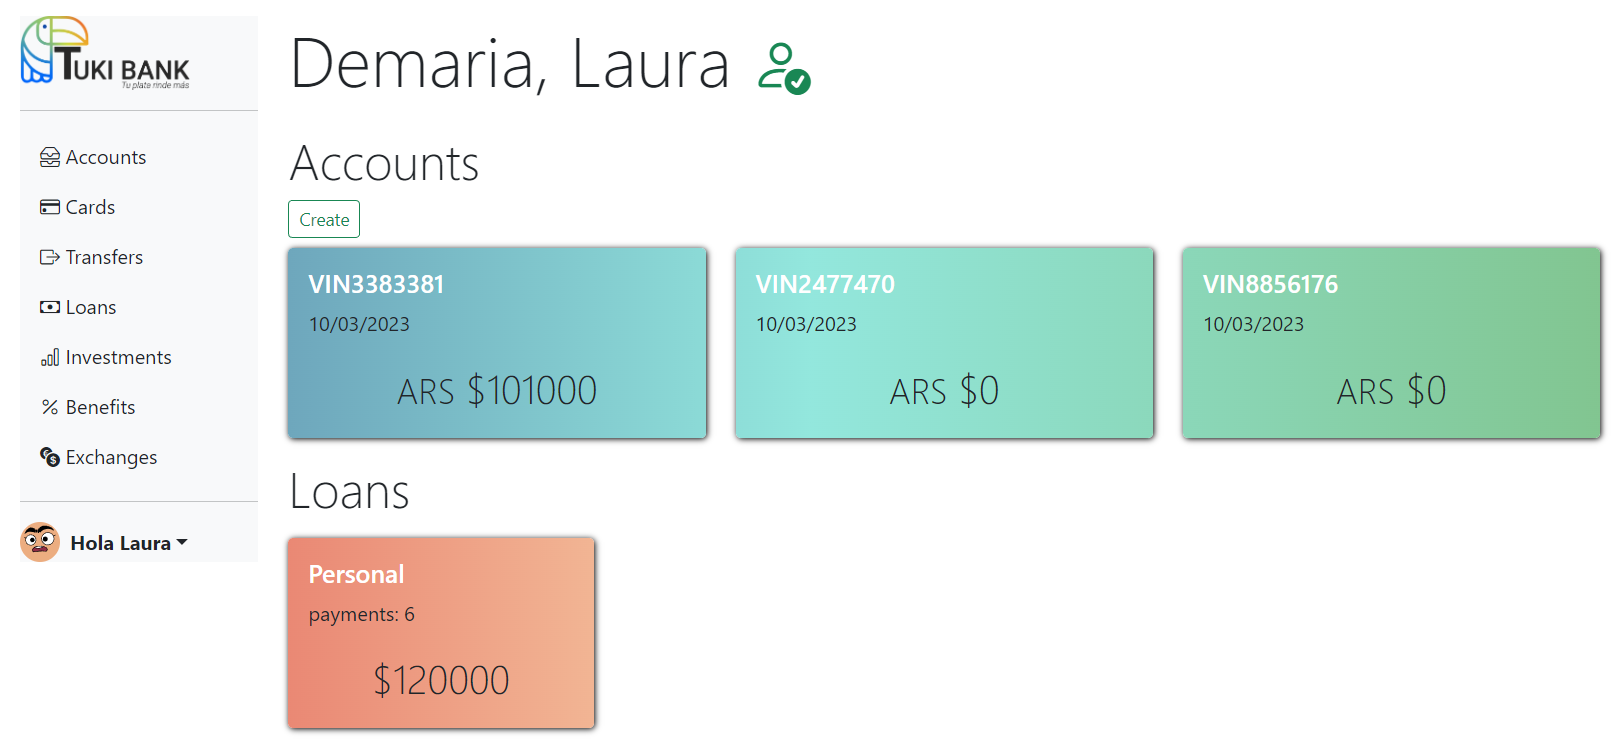 TUKI BANK
Tu plata rinde más
Accounts
Cards
Transfers
Loans
Investments
Benefits
Exchanges
Hola Laura
Demaria, Laura
Accounts
Create
VIN3383381
10/03/2023
ARS $101000
VIN2477470
10/03/2023
ARS $0
VIN8856176
10/03/2023
ARS $0
Loans
Personal
payments: 6
$120000